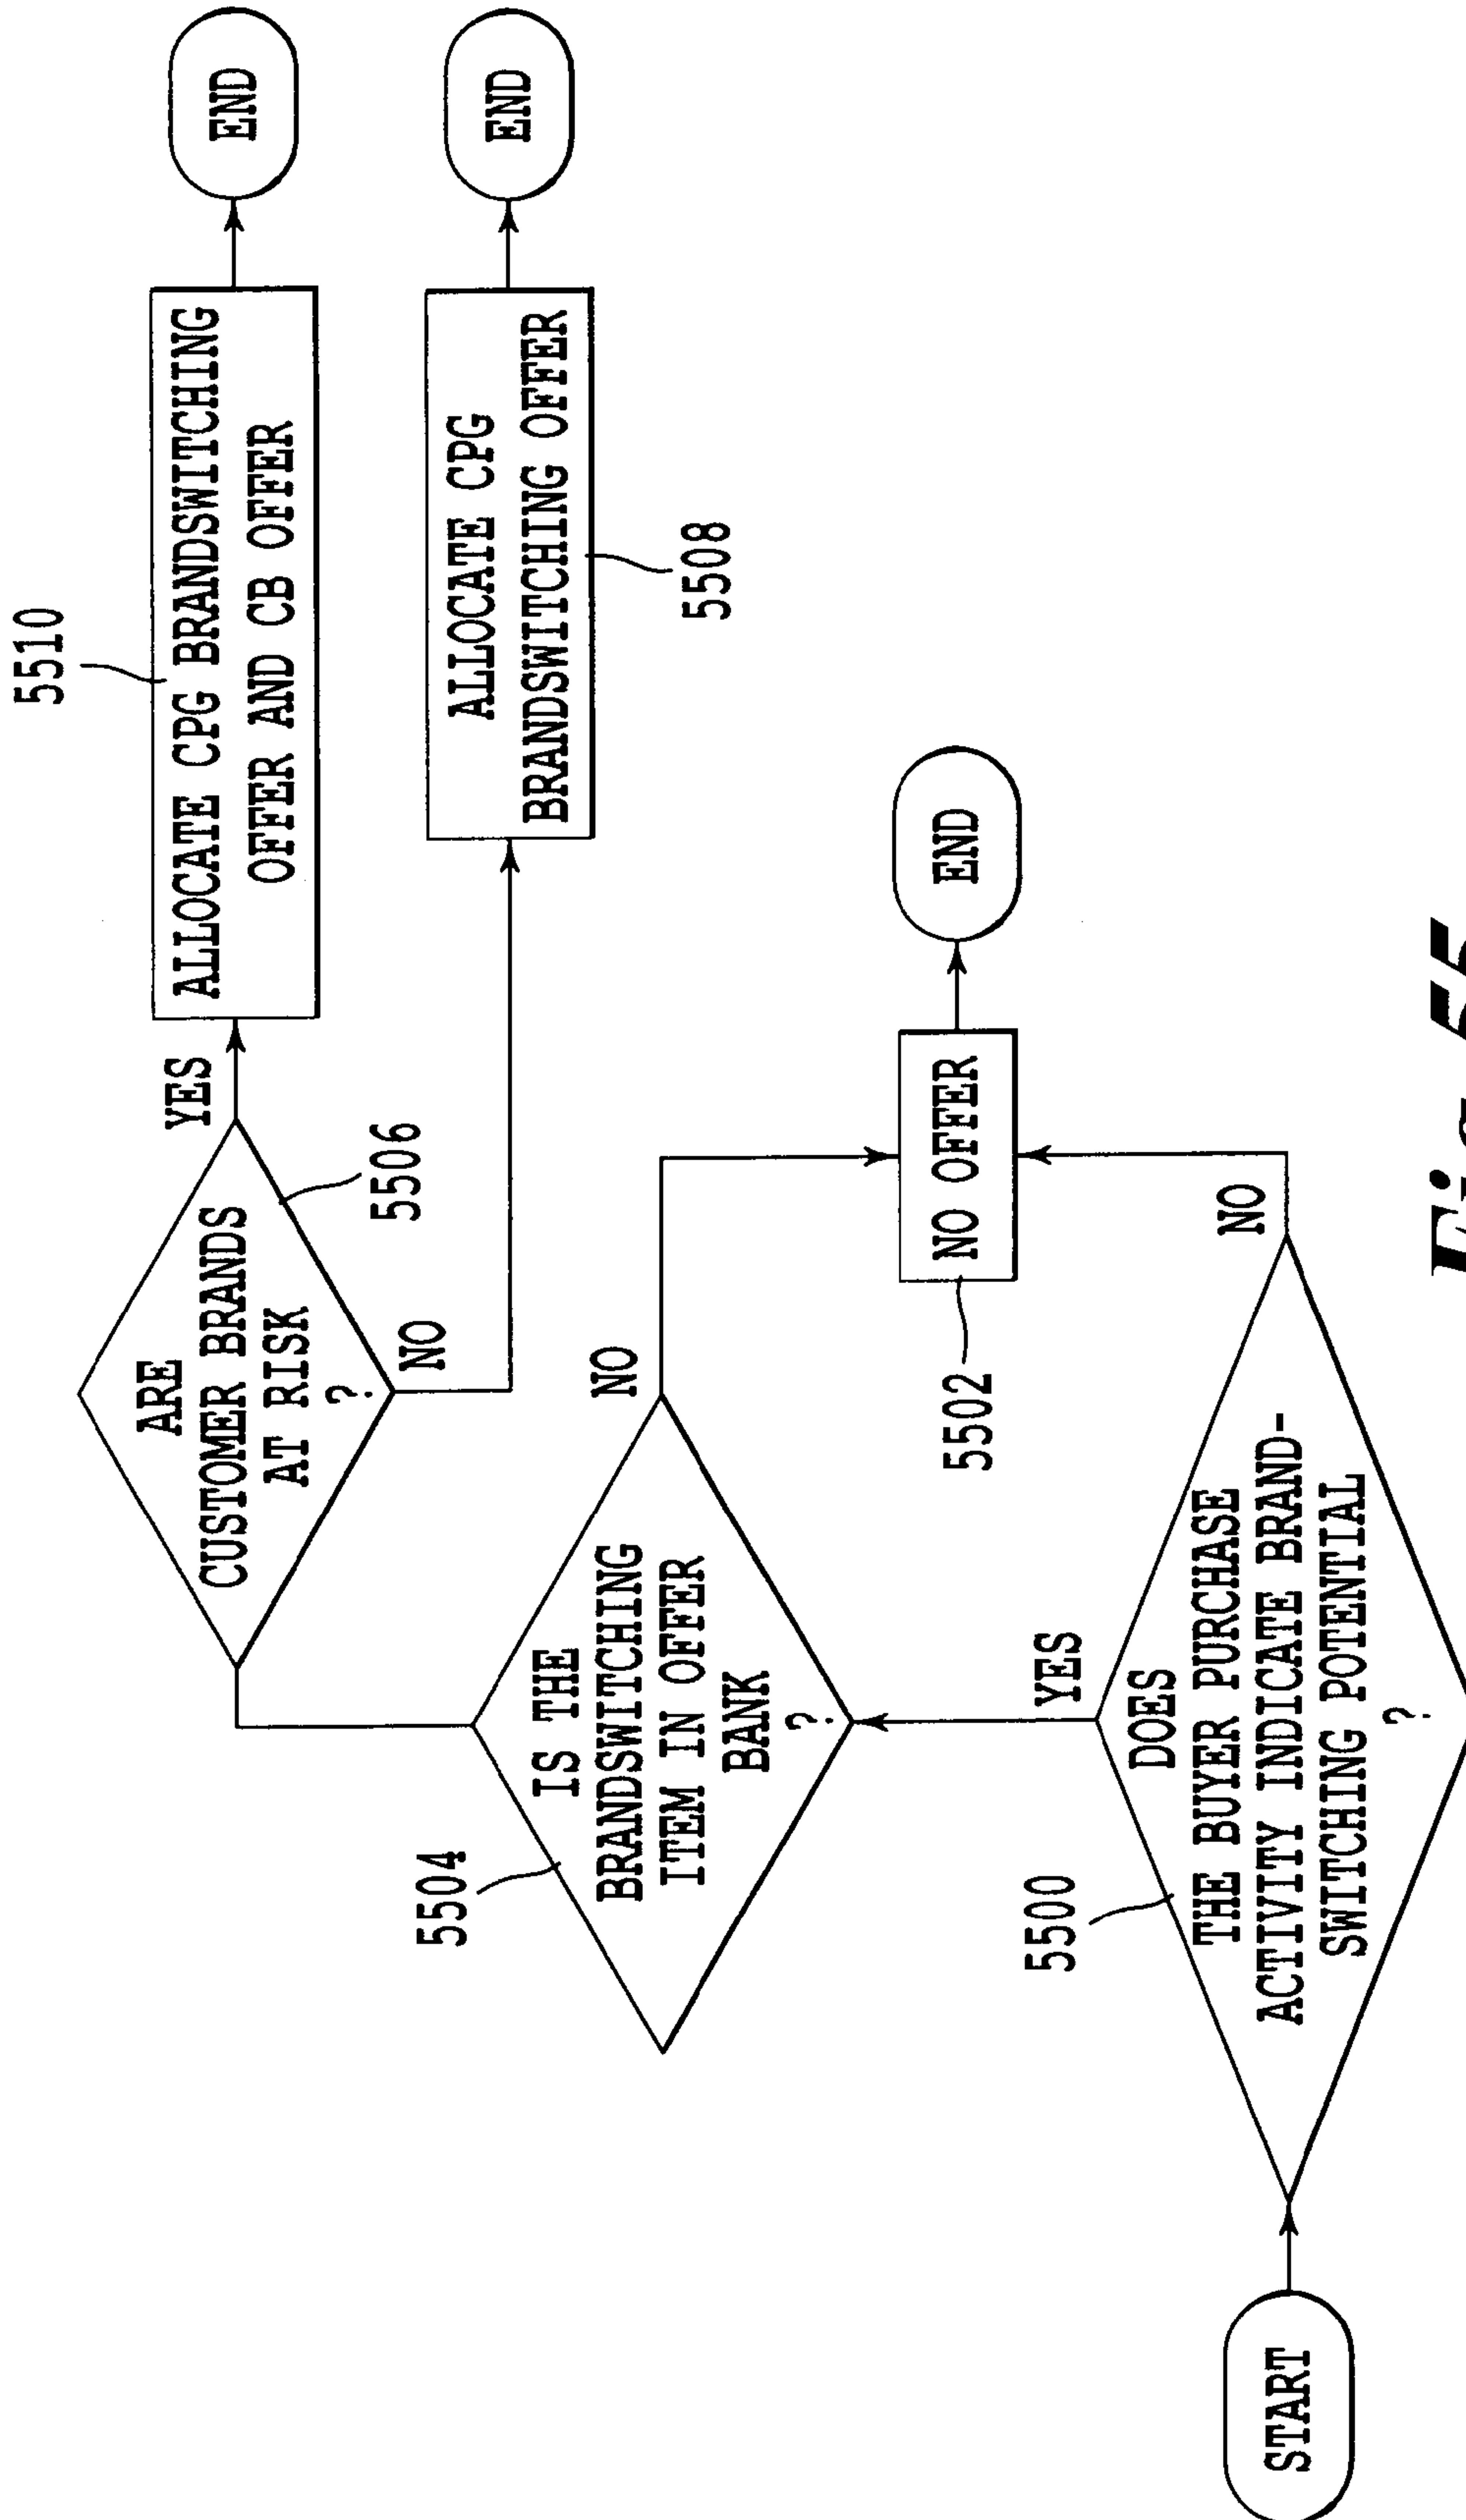 5510
ALLOCATE CPG BRANDSWITCHING
OFFER AND CB OFFER
END
YES
ARE
CUSTOMER BRANDS
AT RISK
?
5506
NO
ALLOCATE CPG
BRANDSWITCHING OFFER
END
5508
5504
IS THE
BRANDSWITCHING
ITEM IN OFFER
BANK
?
NO
NO OFFER
END
5502
YES
5500
DOES
THE BUYER PURCHASE
ACTIVITY INDICATE BRAND-
SWITCHING POTENTIAL
?
NO
START